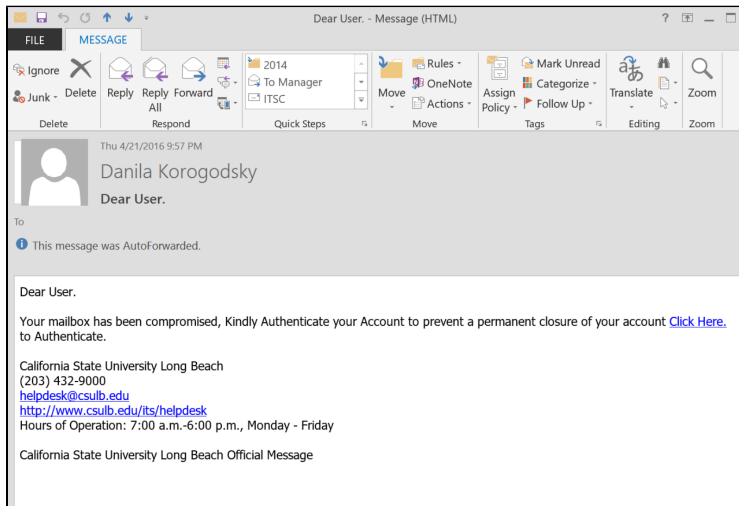 Dear User. - Message (HTML)
FILE MESSAGE
Ignore
Junk
Delete
Reply
Reply All
Forward
2014
To Manager
ITSC
Move
Rules
OneNote
Actions
Assign Policy
Mark Unread
Categorize
Follow Up
Translate
Zoom
Delete Respond Quick Steps Move Tags Editing Zoom
Thu 4/21/2016 9:57 PM
Danila Korogodsky
Dear User.
To
This message was AutoForwarded.
Dear User.
Your mailbox has been compromised, Kindly Authenticate your Account to prevent a permanent closure of your account Click Here.
to Authenticate.
California State University Long Beach
(203) 432-9000
helpdesk@csulb.edu
http://www.csulb.edu/its/helpdesk
Hours of Operation: 7:00 a.m.-6:00 p.m., Monday - Friday
California State University Long Beach Official Message